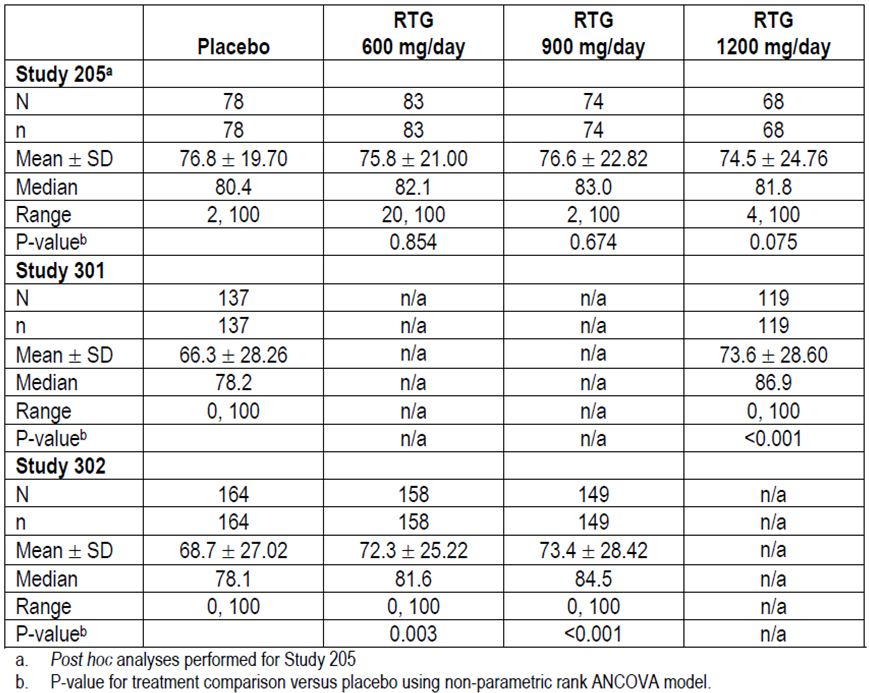 Placebo RTG 600 mg/day RTG 900 mg/day RTG 1200 mg/day
Study 205a
N 78 83 74 68
n 78 83 74 68
Mean ± SD 76.8 ± 19.70 75.8 ± 21.00 76.6 ± 22.82 74.5 ± 24.76
Median 80.4 82.1 83.0 81.8
Range 2, 100 20, 100 2, 100 4, 100
P-valueb 0.854 0.674 0.075
Study 301
N 137 n/a n/a 119
n 137 n/a n/a 119
Mean ± SD 66.3 ± 28.26 n/a n/a 73.6 ± 28.60
Median 78.2 n/a n/a 86.9
Range 0, 100 n/a n/a 0, 100
P-valueb n/a n/a <0.001
Study 302
N 164 158 149 n/a
n 164 158 149 n/a
Mean ± SD 68.7 ± 27.02 72.3 ± 25.22 73.4 ± 28.42 n/a
Median 78.1 81.6 84.5 n/a
Range 0, 100 0, 100 0, 100 n/a
P-valueb 0.003 <0.001 n/a
a. Post hoc analyses performed for Study 205
b. P-value for treatment comparison versus placebo using non-parametric rank ANCOVA model.